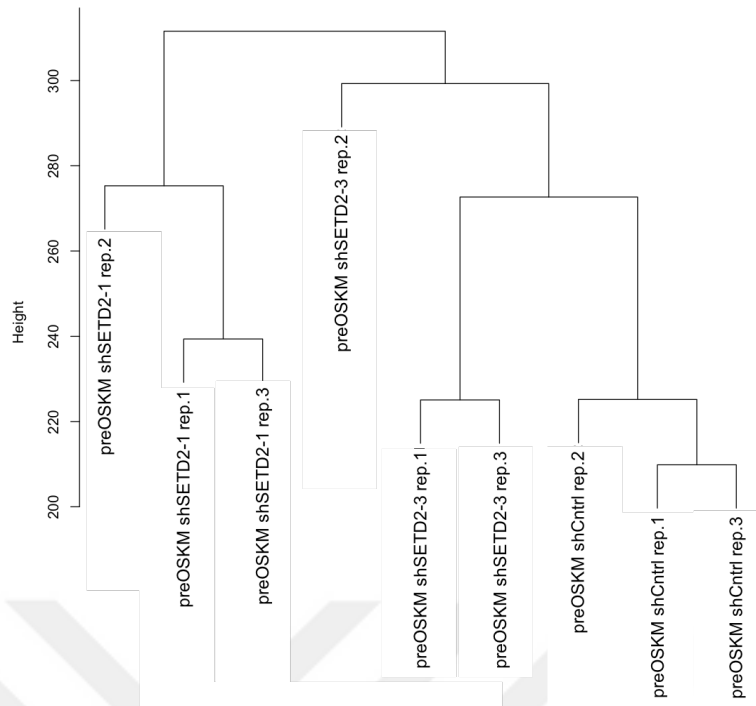 Height
300
280
260
240
220
200
preOSKM shSETD2-1 rep.2
preOSKM shSETD2-1 rep.1
preOSKM shSETD2-1 rep.3
preOSKM shSETD2-3 rep.2
preOSKM shSETD2-3 rep.1
preOSKM shSETD2-3 rep.3
preOSKM shCntrl rep.2
preOSKM shCntrl rep.1
preOSKM shCntrl rep.3